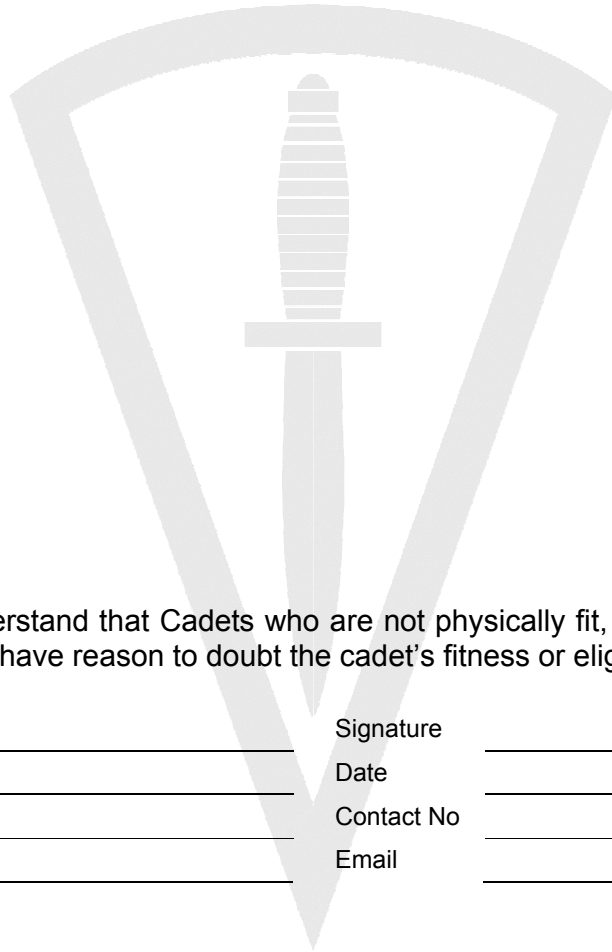 erstand that Cadets who are not physically fit,
have reason to doubt the cadet's fitness or elig
Signature
Date
Contact No
Email